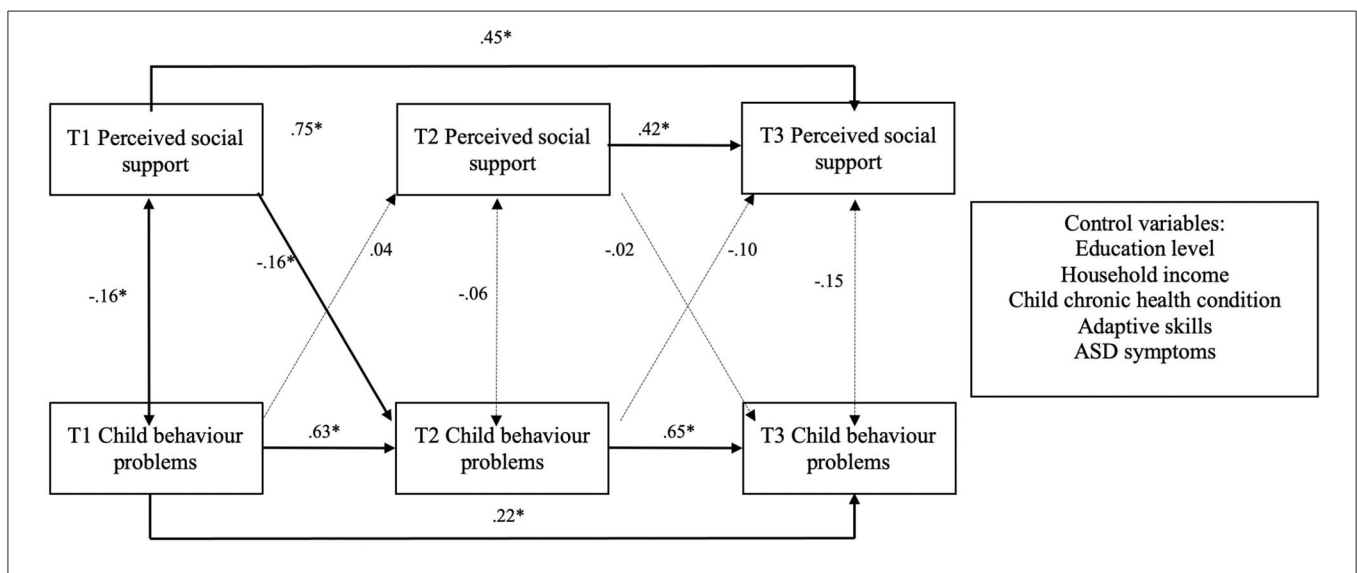 .45*
T1 Perceived social
support
.75*
T2 Perceived social
support
.42*
T3 Perceived social
support
Control variables:
Education level
Household income
Child chronic health condition
Adaptive skills
ASD symptoms
-.16*
-.16*
.04
-.06
-.02
-.10
-.15
T1 Child behaviour
problems
.63*
T2 Child behaviour
problems
.65*
T3 Child behaviour
problems
.22*